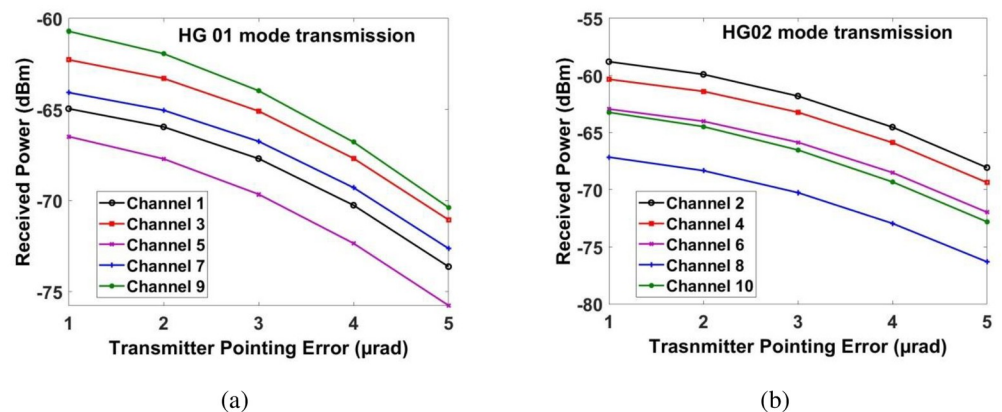 HG 01 mode transmission
Received Power (dBm)
-60
-65
-70
-75
Channel 1
Channel 3
Channel 5
Channel 7
Channel 9
1 2 3 4 5
Transmitter Pointing Error (µrad)
(a)
HG02 mode transmission
Received Power (dBm)
-55
-60
-65
-70
-75
-80
Channel 2
Channel 4
Channel 6
Channel 8
Channel 10
1 2 3 4 5
Trasnmitter Pointing Error (µrad)
(b)